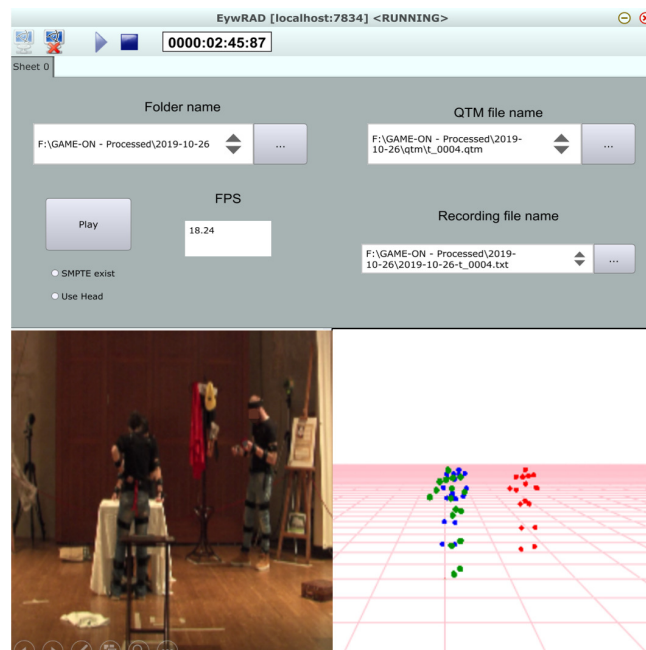 EywRAD [localhost:7834] <RUNNING>
0000:02:45:87
Sheet 0
Folder name
QTM file name
F:\GAME-ON - Processed\2019-10-26
...
F:\GAME-ON - Processed\2019-
10-26\qtm\t_0004.qtm
...
FPS
Play
18.24
Recording file name
F:\GAME-ON - Processed\2019-
10-26\2019-10-26-t_0004.txt
...
SMPTE exist
Use Head